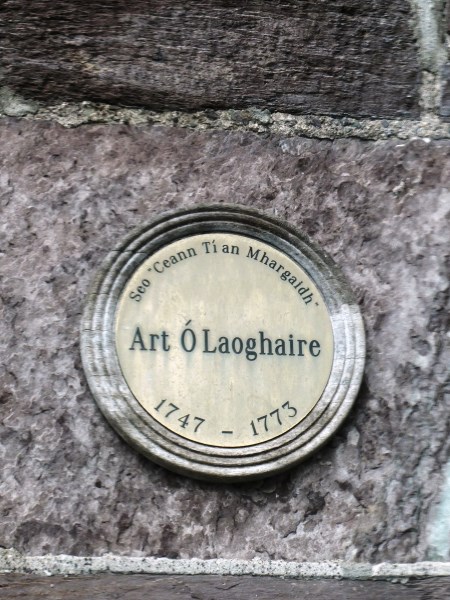 Seo "Ceann Tí an Mhargaidh"
Art Ó Laoghaire
1747 - 1773